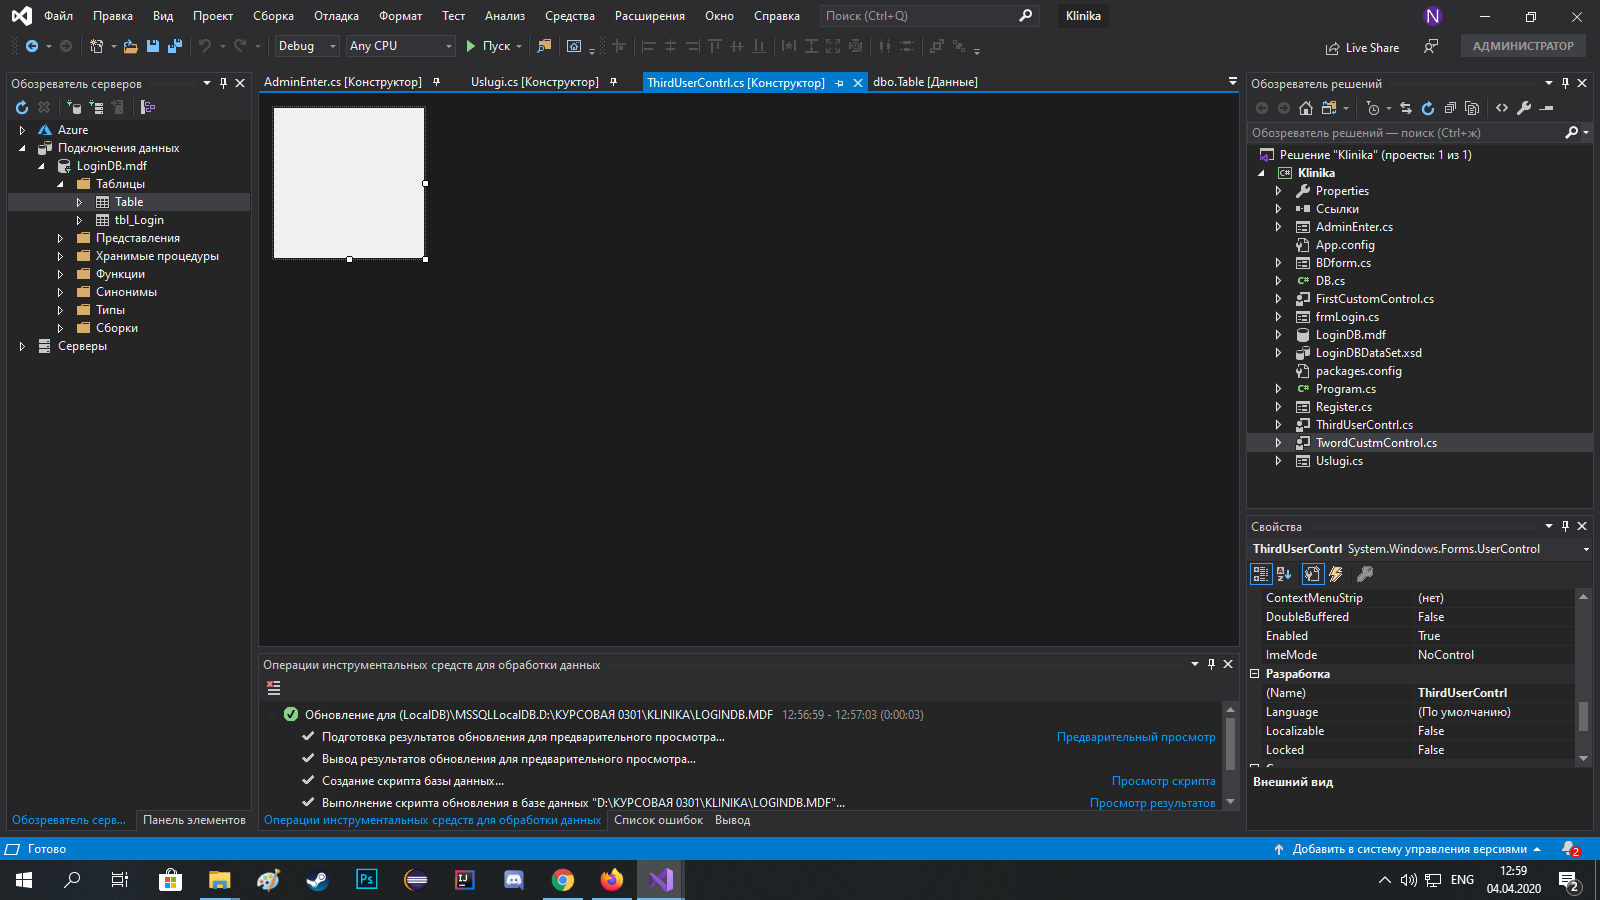 Файл Правка Вид Проект Сборка Отладка Формат Тест Анализ Средства Расширения Окно Справка Поиск (Ctrl+Q) Klinika N
Debug Any CPU Пуск Live Share АДМИНИСТРАТОР
Обозреватель серверов
Azure
Подключения данных
LoginDB.mdf
Таблицы
Table
tbl_Login
Представления
Хранимые процедуры
Функции
Синонимы
Типы
Сборки
Серверы
Обозреватель серв... Панель элементов
AdminEnter.cs [Конструктор] Uslugi.cs [Конструктор] ThirdUserContrl.cs [Конструктор] dbo.Table [Данные]
Операции инструментальных средств для обработки данных
Обновление для (LocalDB)\MSSQLLocalDB.D:\КУРСОВАЯ 0301\KLINIKA\LOGINDB.MDF 12:56:59 - 12:57:03 (0:00:03)
Подготовка результатов обновления для предварительного просмотра... Предварительный просмотр
Вывод результатов обновления для предварительного просмотра...
Создание скрипта базы данных... Просмотр скрипта
Выполнение скрипта обновления в базе данных "D:\КУРСОВАЯ 0301\KLINIKA\LOGINDB.MDF"... Просмотр результатов
Операции инструментальных средств для обработки данных Список ошибок Вывод
Обозреватель решений
Обозреватель решений — поиск (Ctrl+ж)
Решение "Klinika" (проекты: 1 из 1)
C# Klinika
Properties
Ссылки
AdminEnter.cs
App.config
BDform.cs
C# DB.cs
FirstCustomControl.cs
frmLogin.cs
LoginDB.mdf
LoginDBDataSet.xsd
packages.config
C# Program.cs
Register.cs
ThirdUserContrl.cs
TwordCustmControl.cs
Uslugi.cs
Свойства
ThirdUserContrl System.Windows.Forms.UserControl
ContextMenuStrip (нет)
DoubleBuffered False
Enabled True
ImeMode NoControl
Разработка
(Name) ThirdUserContrl
Language (По умолчанию)
Localizable False
Locked False
Внешний вид
Готово Добавить в систему управления версиями 2
Ps IJ ENG 12:59
04.04.2020 2